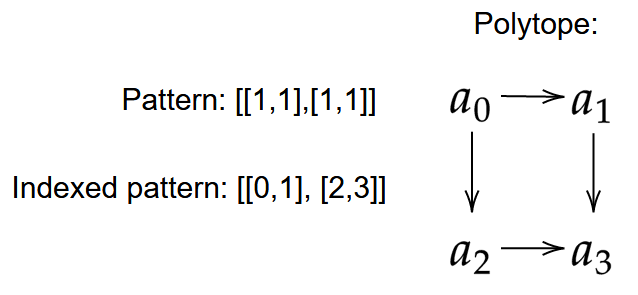 Polytope:
Pattern: [[1,1],[1,1]]
a₀ a₁
Indexed pattern: [[0,1], [2,3]]
a₂ a₃